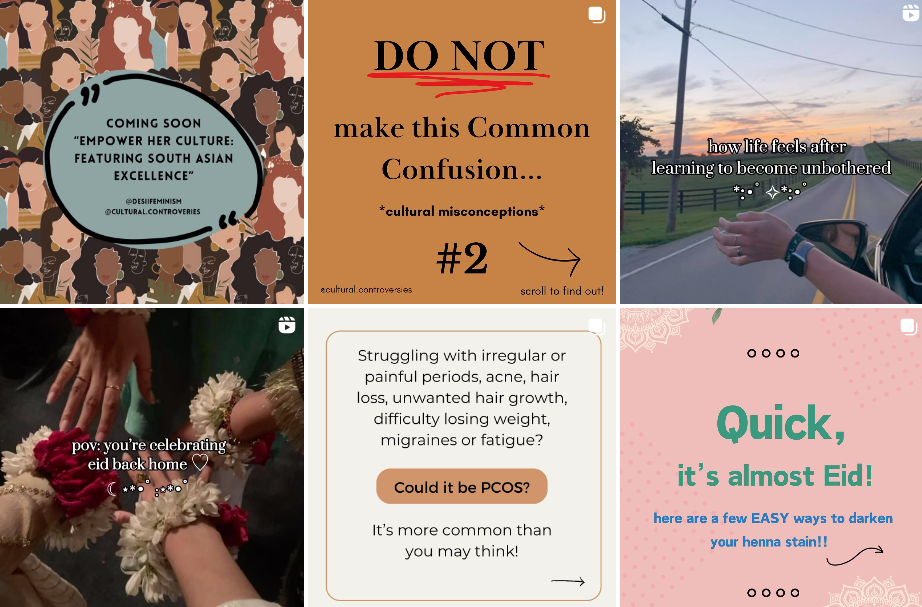 COMING SOON
"EMPOWER HER CULTURE:
FEATURING SOUTH ASIAN
EXCELLENCE"
@DESIIFEMINISM
@CULTURAL.CONTROVERIES
DO NOT
make this Common
Confusion...
*cultural misconceptions*
#2
@cultural.controversies
scroll to find out!
how life feels after
learning to become unbothered
pov: you're celebrating
eid back home ♡
Struggling with irregular or
painful periods, acne, hair
loss, unwanted hair growth,
difficulty losing weight,
migraines or fatigue?
Could it be PCOS?
It's more common than
you may think!
Quick,
it's almost Eid!
here are a few EASY ways to darken
your henna stain!!